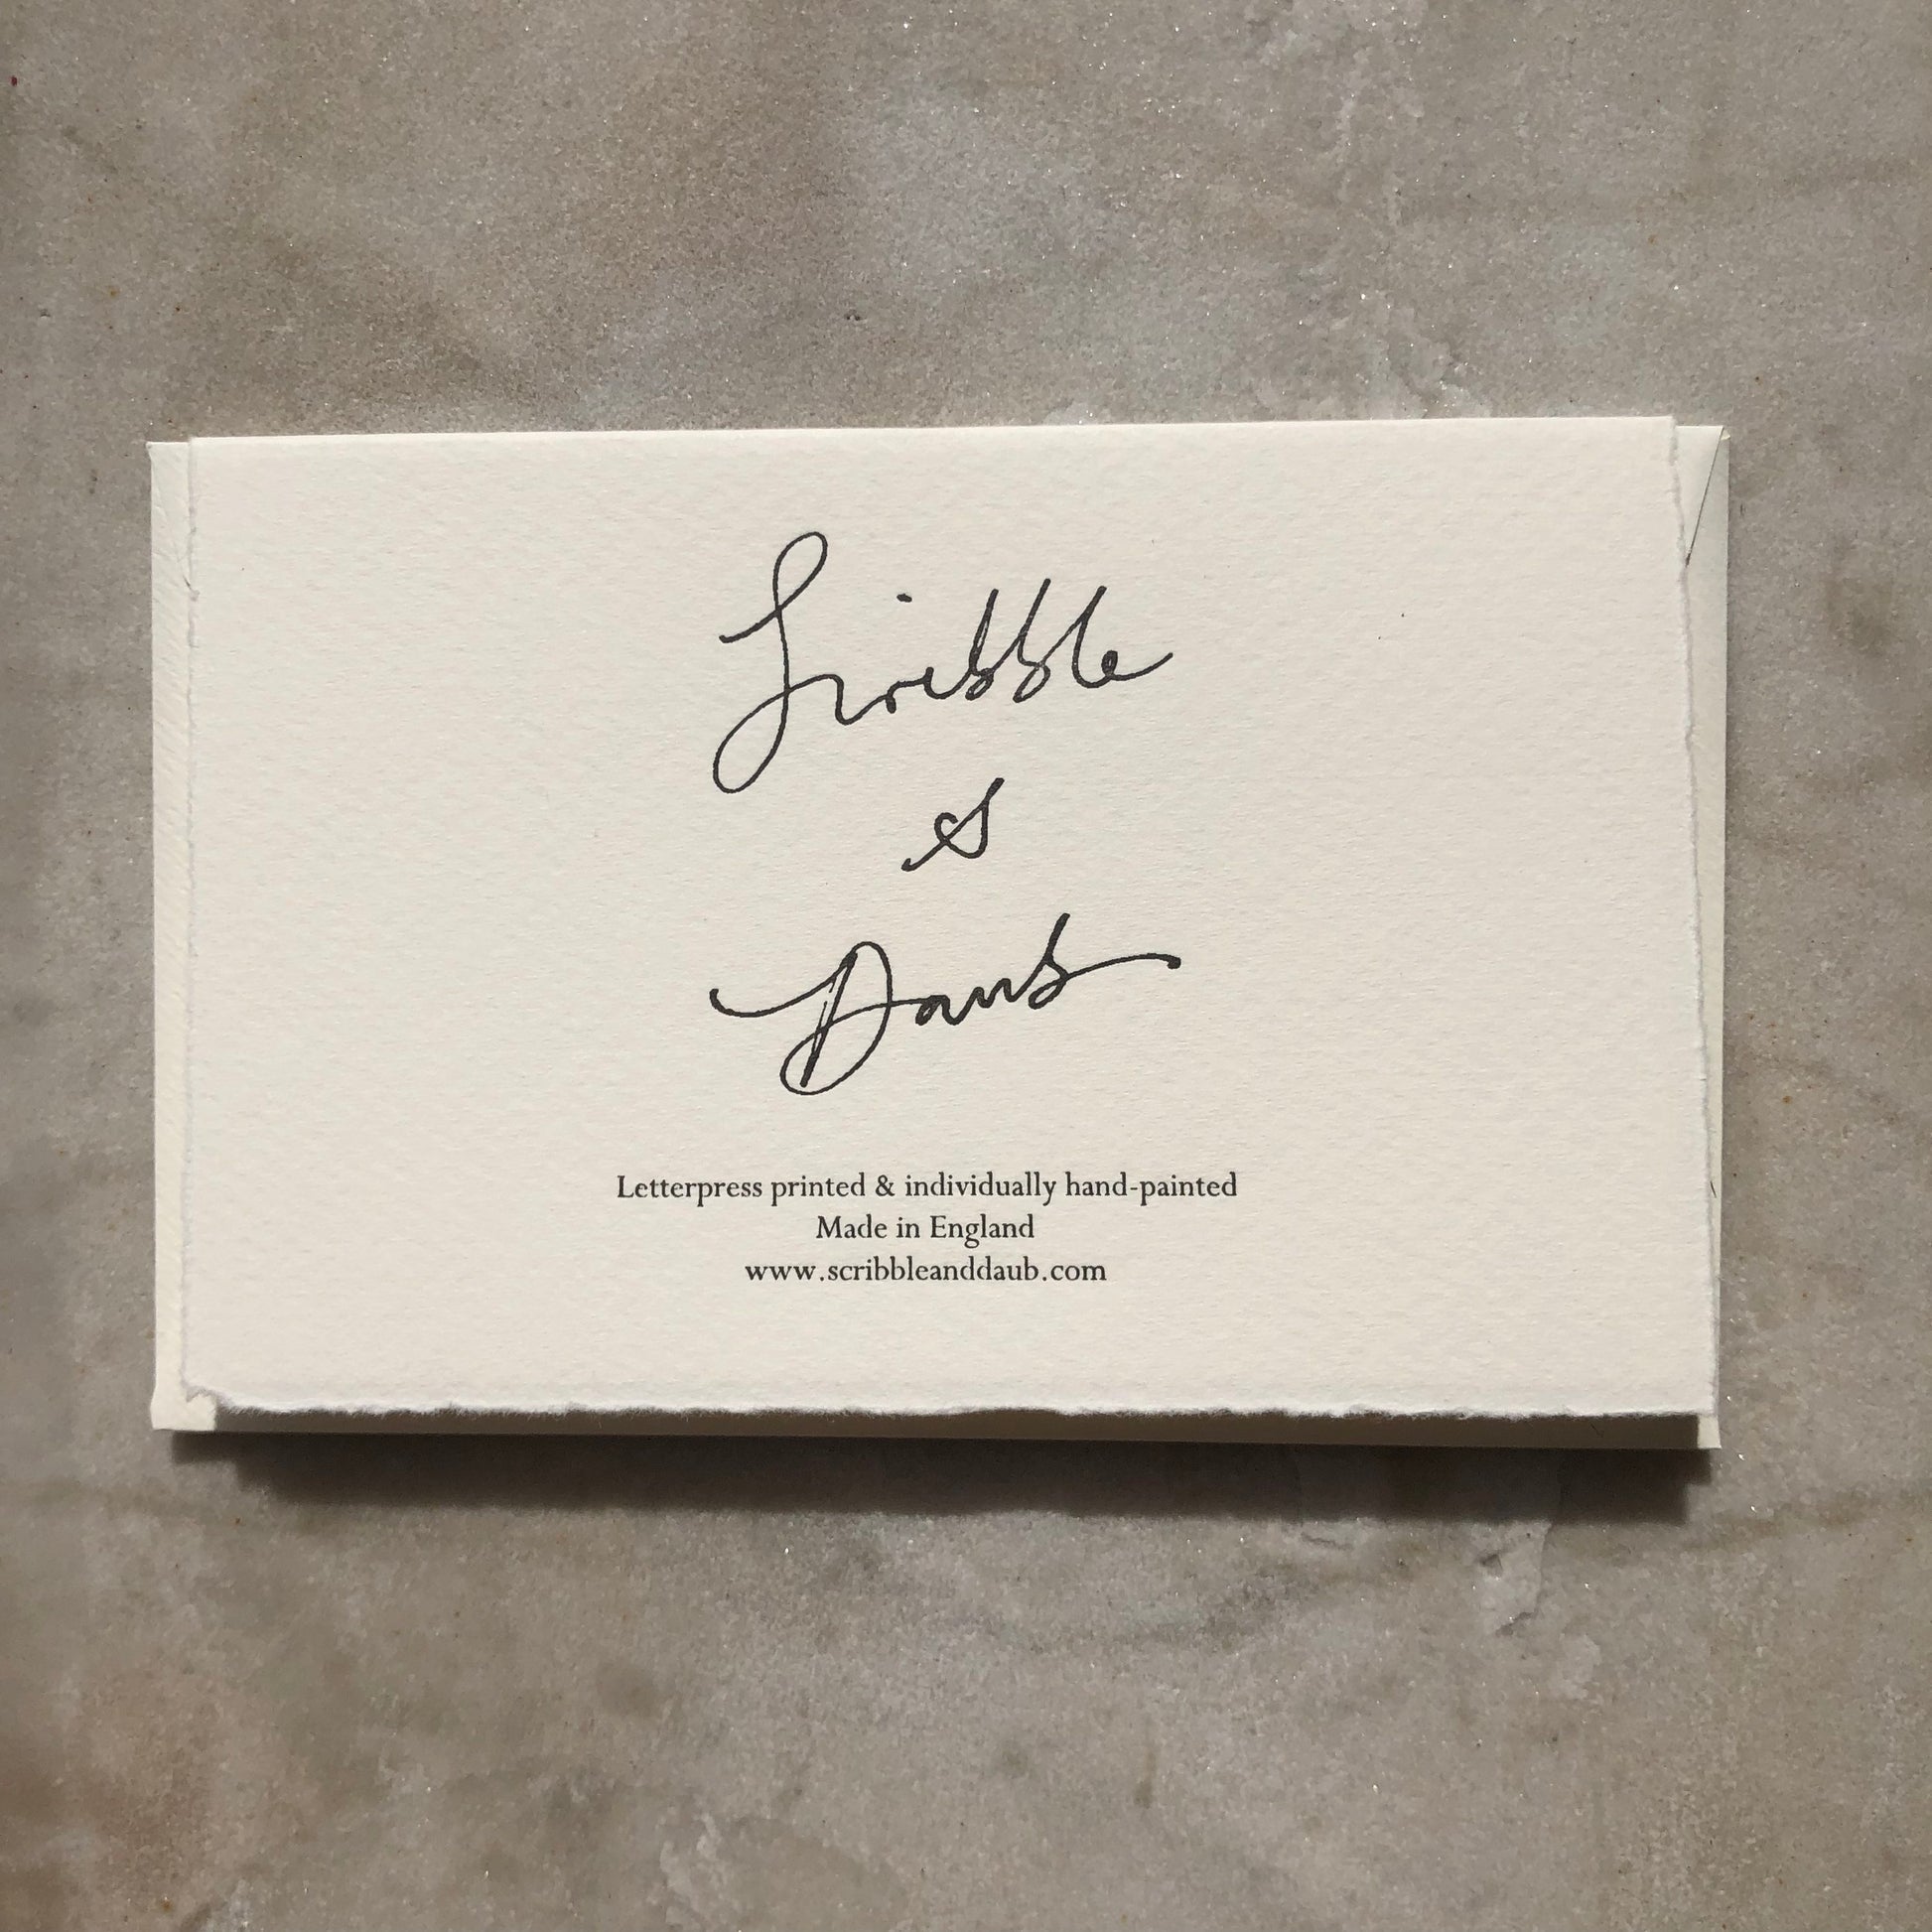 Scribble
&
Daub
Letterpress printed & individually hand-painted
Made in England
www.scribbleanddaub.com